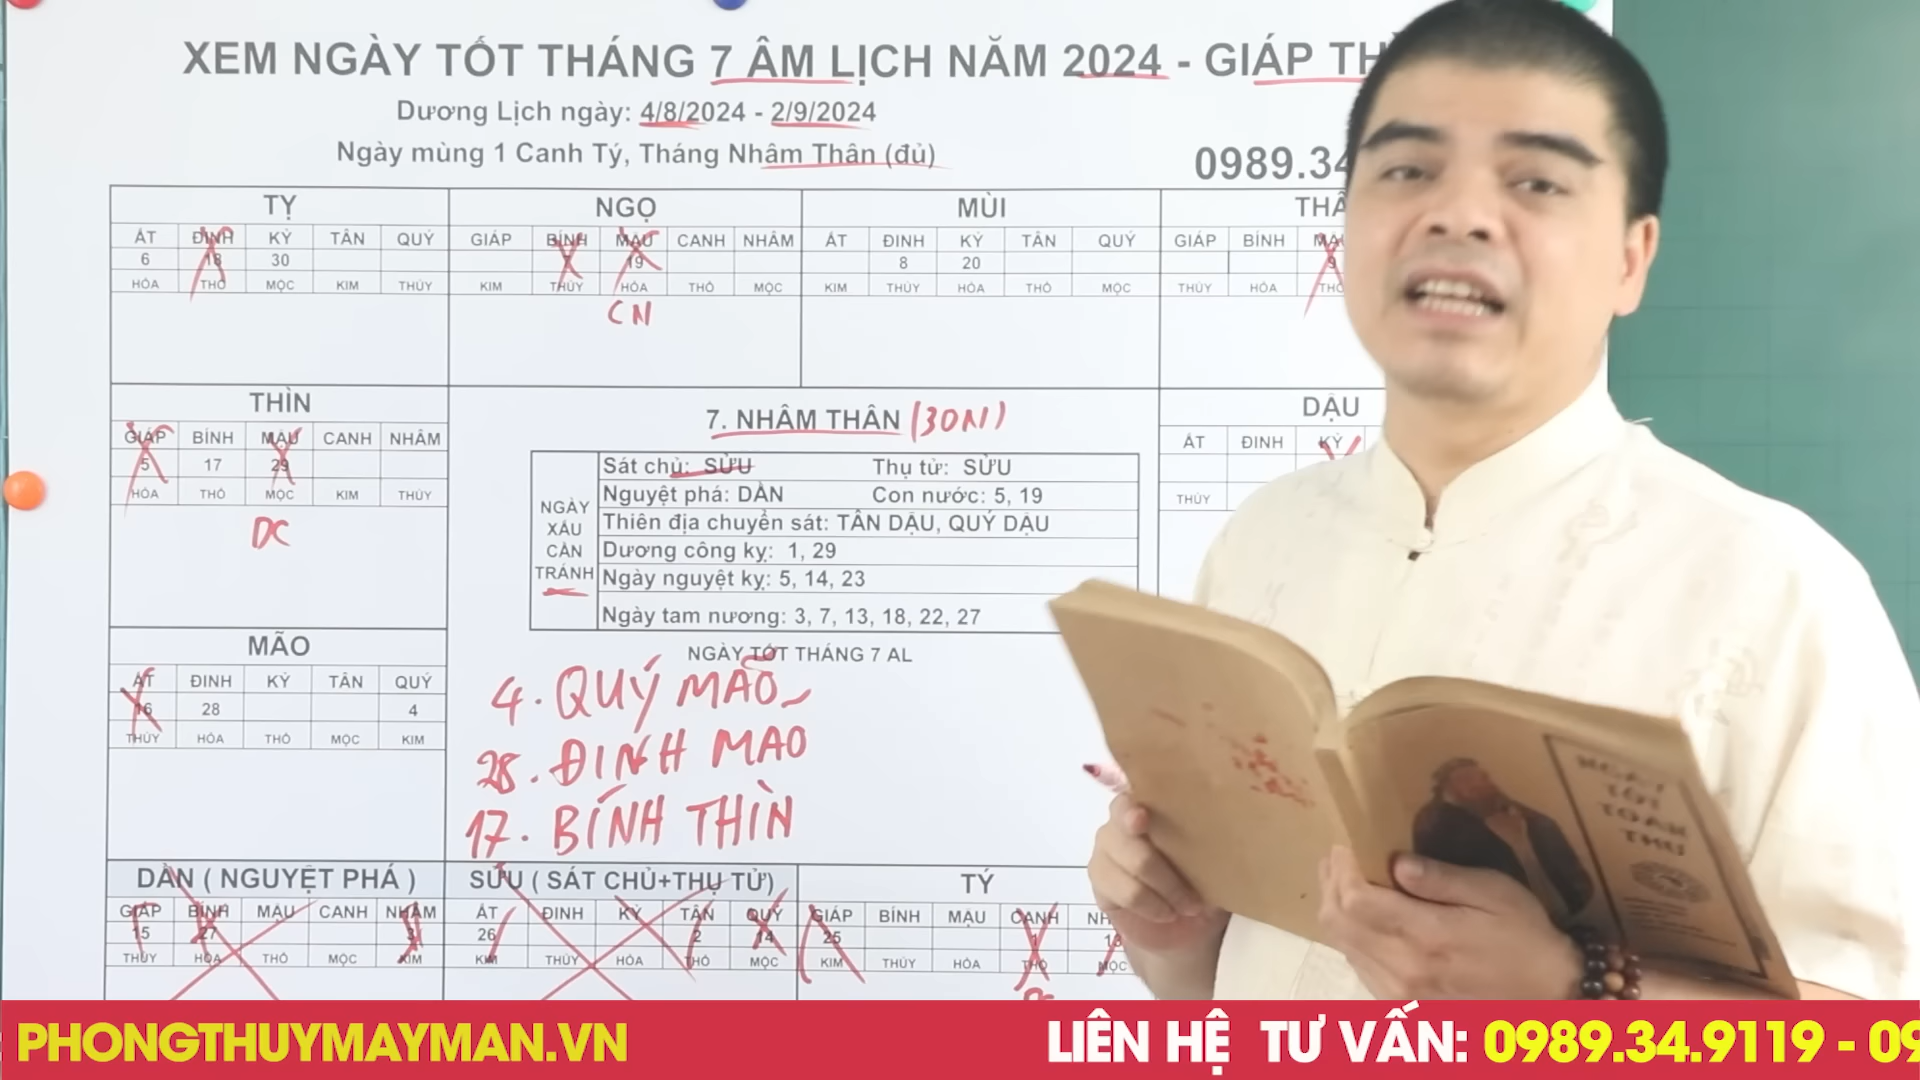 XEM NGÀY TỐT THÁNG 7 ÂM LỊCH NĂM 2024 - GIÁP
Dương Lịch ngày: 4/8/2024 - 2/9/2024
Ngày mùng 1 Canh Tý, Tháng Nhâm Thân (đủ)
0989.34
TỴ
NGỌ
MÙI
ẤT ĐINH KỶ TÂN QUÝ
GIÁP BÍNH MẬU CANH NHÂM
ẤT ĐINH KỶ TÂN QUÝ
GIÁP BÍNH
6 18 30
7 19
8 20
9
HỎA THỔ MỘC KIM THỦY
KIM THỦY HỎA THỔ MỘC
KIM THỦY HỎA THỔ MỘC
THỦY HỎA
CN
THÌN
GIÁP BÍNH MẬU CANH NHÂM
5 17 29
HỎA THỔ MỘC KIM THỦY
DC
7. NHÂM THÂN (30N)
NGÀY XẤU CẦN TRÁNH
Sát chủ: SỬU Thụ tử: SỬU
Nguyệt phá: DẦN Con nước: 5, 19
Thiên địa chuyển sát: TÂN DẬU, QUÝ DẬU
Dương công kỵ: 1, 29
Ngày nguyệt kỵ: 5, 14, 23
Ngày tam nương: 3, 7, 13, 18, 22, 27
DẬU
ẤT ĐINH KỶ
THỦY
MÃO
ẤT ĐINH KỶ TÂN QUÝ
16 28 4
THỦY HỎA THỔ MỘC KIM
NGÀY TỐT THÁNG 7 AL
4. QUÝ MÃO
28. ĐINH MAO
17. BÍNH THÌN
DẦN ( NGUYỆT PHÁ )
SỬU ( SÁT CHỦ+THỤ TỬ)
TÝ
GIÁP BÍNH MẬU CANH NHÂM
ẤT ĐINH KỶ TÂN QUÝ
GIÁP BÍNH MẬU CANH
15 27 3
26 2 14
25 1 13
THỦY HỎA THỔ MỘC KIM
KIM THỦY HỎA THỔ MỘC
KIM THỦY HỎA THỔ MỘC
NGÀY
TỐT
TOÀN
THƯ
PHONGTHUYMAYMAN.VN
LIÊN HỆ TƯ VẤN: 0989.34.9119 - 09